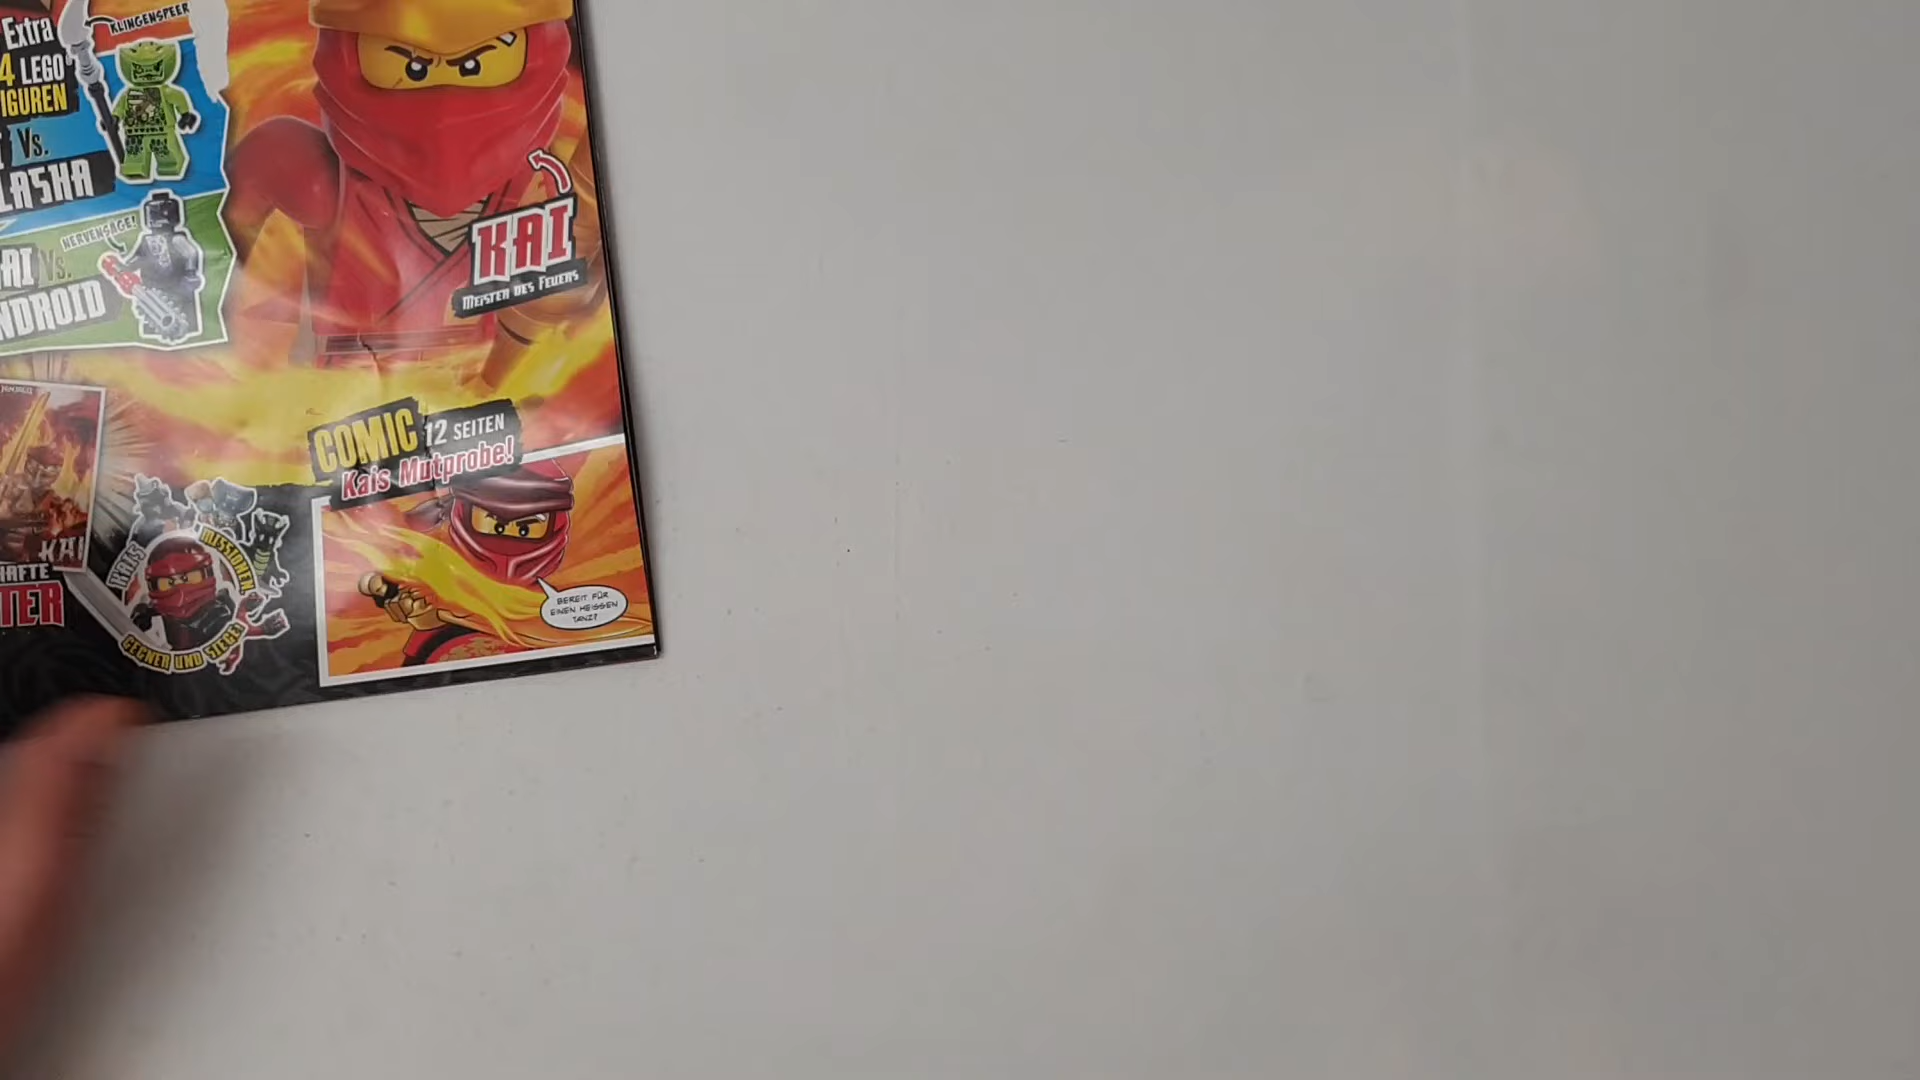 Extra
4 LEGO®
IGUREN
KLINGENSPEER
Vs.
LASHA
NERVENSÄGE!
AI Vs.
NDROID
KAI
MEISTER DES FEUERS
COMIC 12 SEITEN
Kais Mutprobe!
KAI
HAFTE
TER
KAIS MISSIONEN,
GEGNER UND SIEGE!
BEREIT FÜR
EINEN HEISSEN
TANZ?